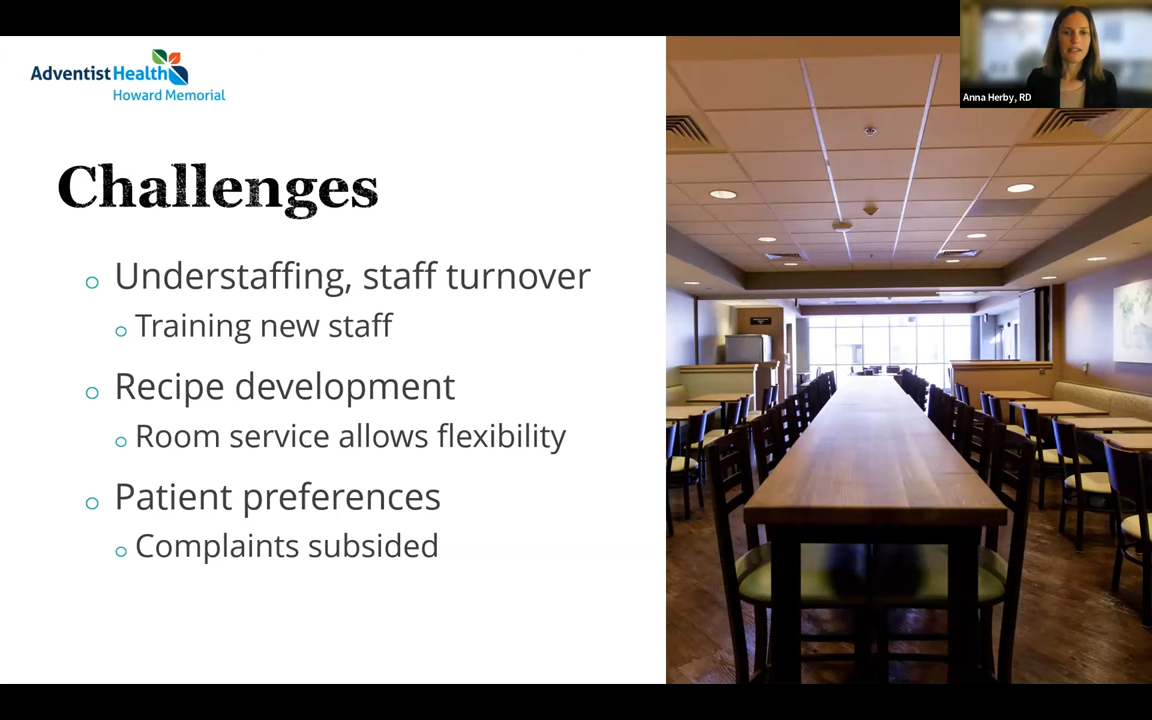 AdventistHealth
Howard Memorial
Anna Herby, RD
Challenges
Understaffing, staff turnover
Training new staff
Recipe development
Room service allows flexibility
Patient preferences
Complaints subsided